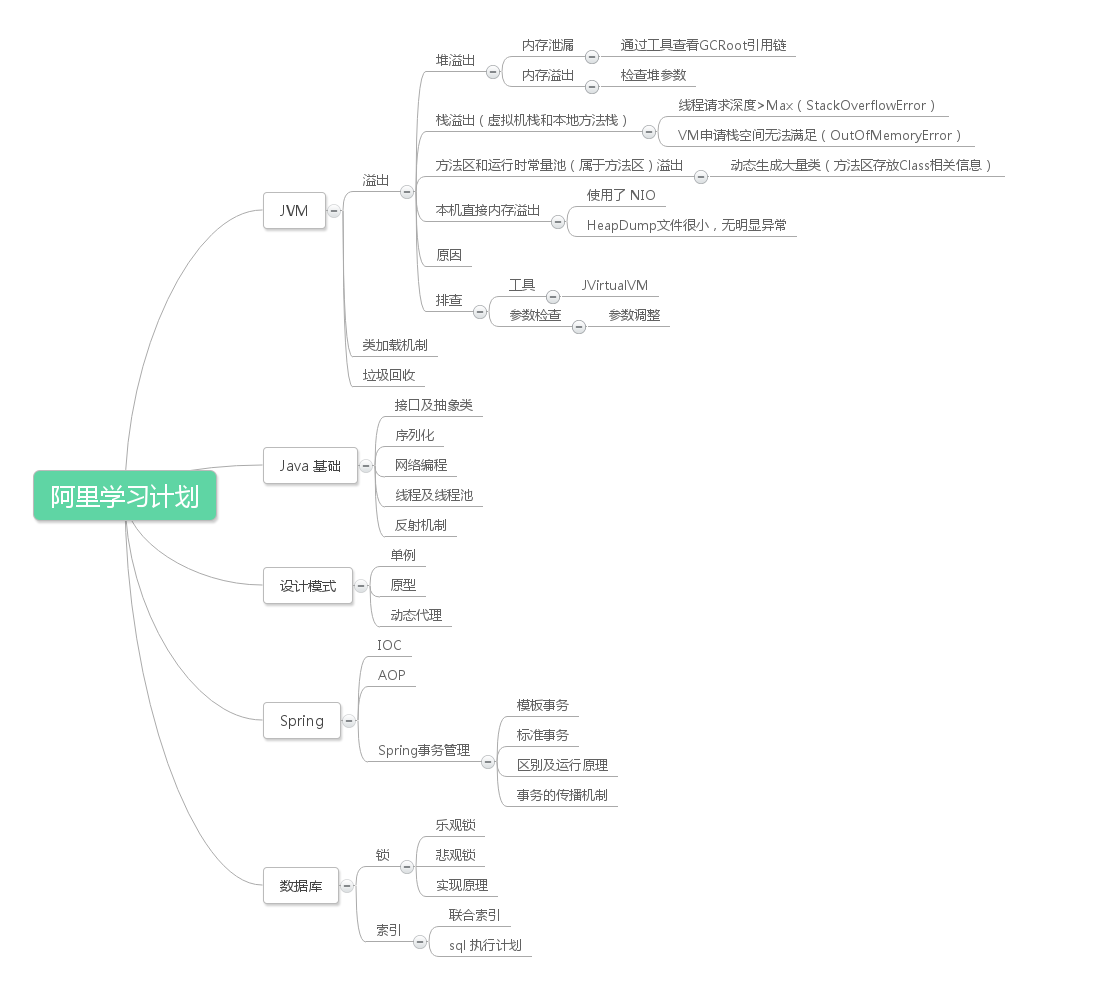 阿里学习计划
JVM
溢出
堆溢出
内存泄漏
通过工具查看GCRoot引用链
内存溢出
检查堆参数
栈溢出（虚拟机栈和本地方法栈）
线程请求深度>Max（StackOverflowError）
VM申请栈空间无法满足（OutOfMemoryError）
方法区和运行时常量池（属于方法区）溢出
动态生成大量类（方法区存放Class相关信息）
本机直接内存溢出
使用了 NIO
HeapDump文件很小，无明显异常
原因
排查
工具
JVirtualVM
参数检查
参数调整
类加载机制
垃圾回收
Java 基础
接口及抽象类
序列化
网络编程
线程及线程池
反射机制
设计模式
单例
原型
动态代理
Spring
IOC
AOP
Spring事务管理
模板事务
标准事务
区别及运行原理
事务的传播机制
数据库
锁
乐观锁
悲观锁
实现原理
索引
联合索引
sql 执行计划